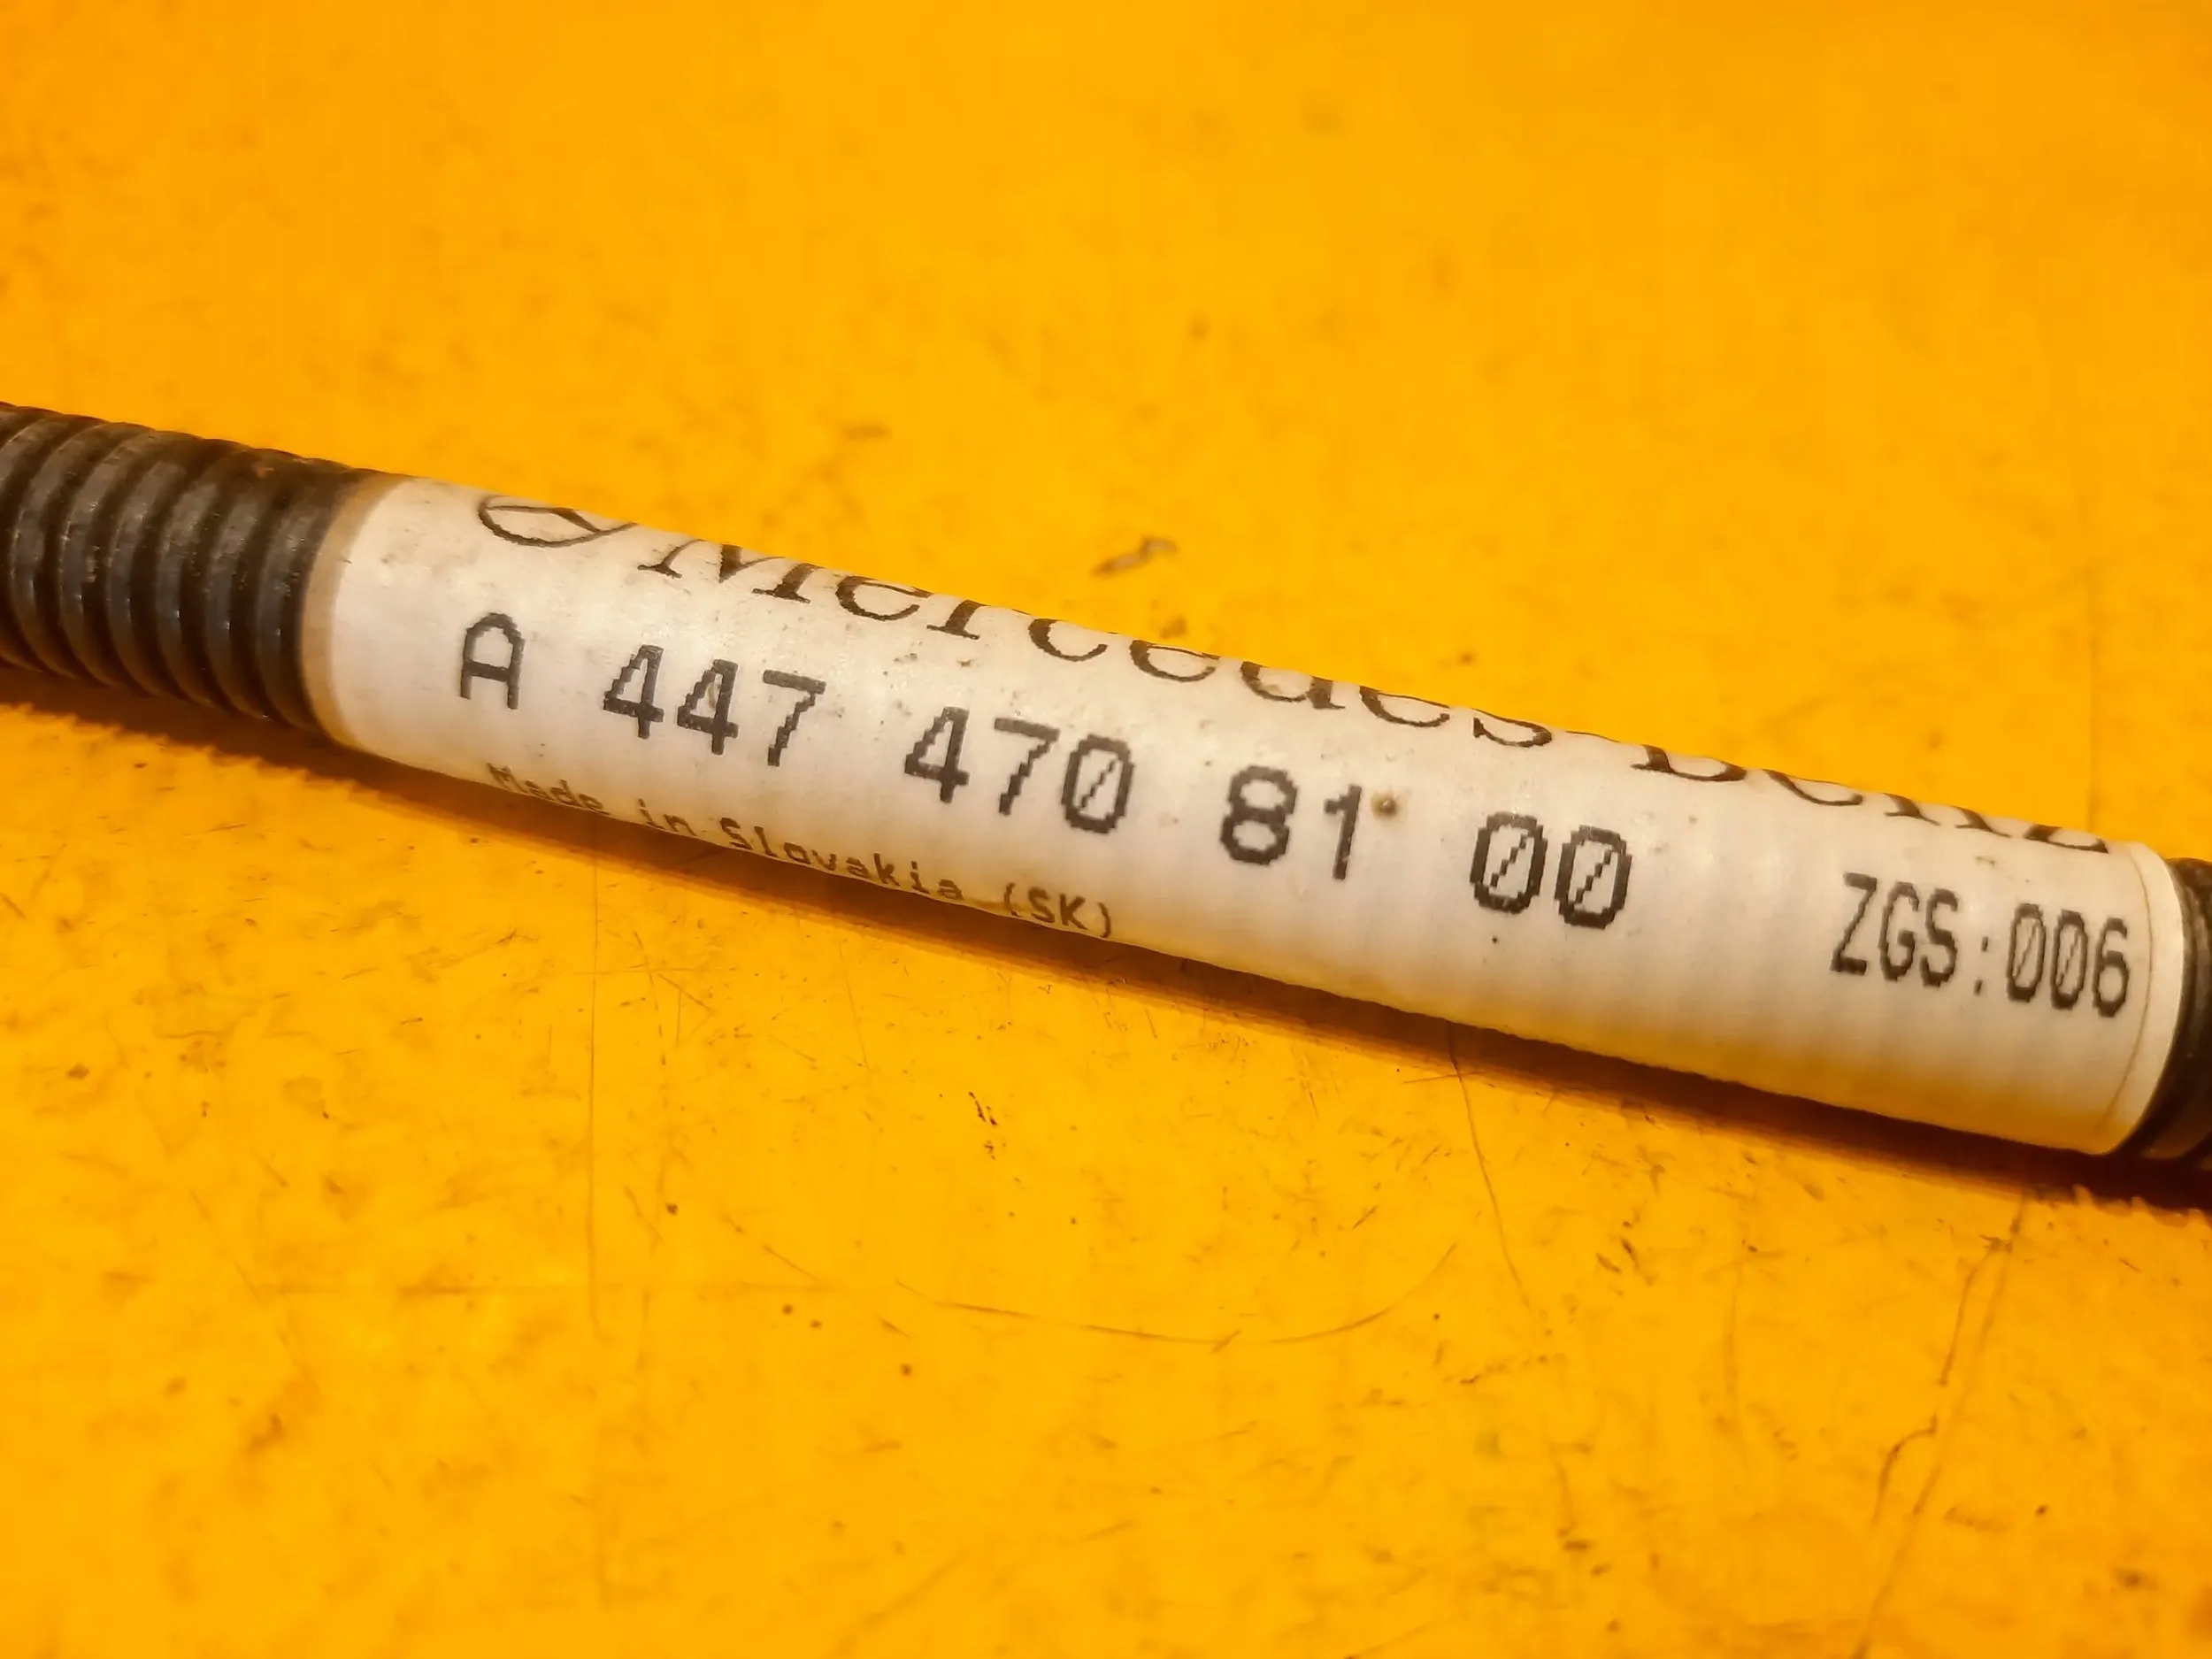 Mercedes-Benz
A 447 470 81 00 ZGS:006
Made in Slovakia (SK)